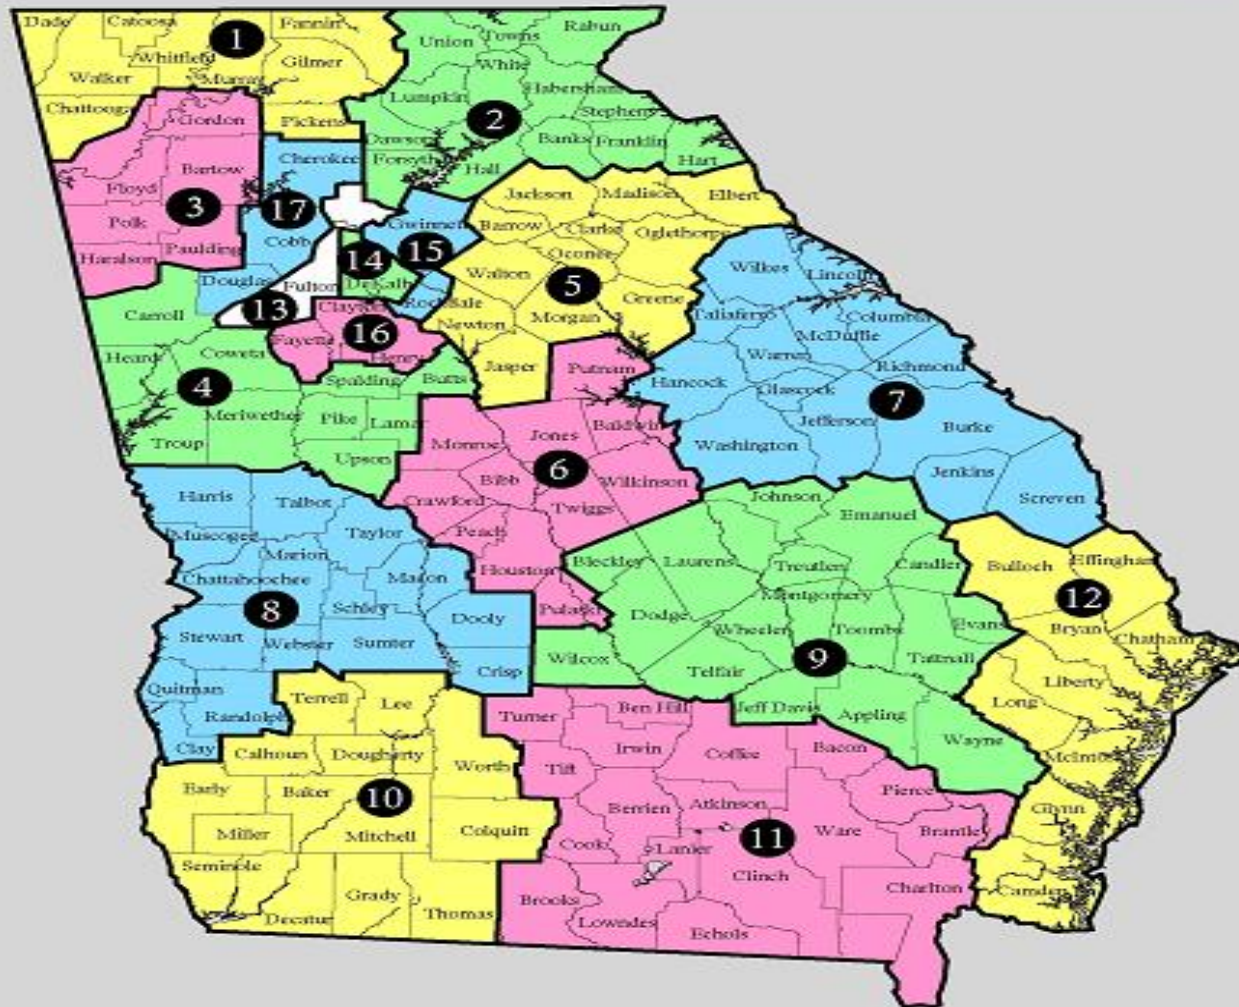 Dade
Catoosa
1
Fannin
Whitfield
Gilmer
Walker
Murray
Chattooga
Pickens
Union
Towns
Rabun
White
Habersham
Lumpkin
Stephens
2
Dawson
Banks
Franklin
Forsyth
Hall
Hart
Gordon
Bartow
Floyd
3
Polk
Paulding
Haralson
Cherokee
17
Cobb
Douglas
Fulton
13
14
DeKalb
Gwinnett
15
Rockdale
Clayton
16
Fayette
Henry
Jackson
Madison
Elbert
Barrow
Clarke
Oglethorpe
Oconee
Walton
5
Greene
Morgan
Newton
Jasper
Carroll
Heard
Coweta
4
Spalding
Butts
Meriwether
Pike
Lamar
Troup
Upson
Putnam
Baldwin
Monroe
Jones
6
Bibb
Wilkinson
Crawford
Twiggs
Peach
Houston
Pulaski
Wilkes
Lincoln
Taliaferro
Columbia
McDuffie
Warren
Richmond
Hancock
Glascock
7
Jefferson
Burke
Washington
Jenkins
Screven
Harris
Talbot
Muscogee
Taylor
Marion
Chattahoochee
Macon
8
Schley
Dooly
Stewart
Webster
Sumter
Crisp
Quitman
Randolph
Clay
Johnson
Emanuel
Bleckley
Laurens
Treutlen
Candler
Montgomery
Dodge
Wheeler
Toombs
Evans
Wilcox
Telfair
9
Tattnall
Jeff Davis
Appling
Wayne
Bulloch
Effingham
12
Bryan
Chatham
Liberty
Long
McIntosh
Glynn
Camden
Terrell
Lee
Calhoun
Dougherty
Worth
Early
Baker
10
Miller
Mitchell
Colquitt
Seminole
Grady
Decatur
Thomas
Turner
Ben Hill
Irwin
Coffee
Bacon
Tift
Pierce
Berrien
Atkinson
Ware
Brantley
Cook
Lanier
11
Clinch
Charlton
Brooks
Lowndes
Echols